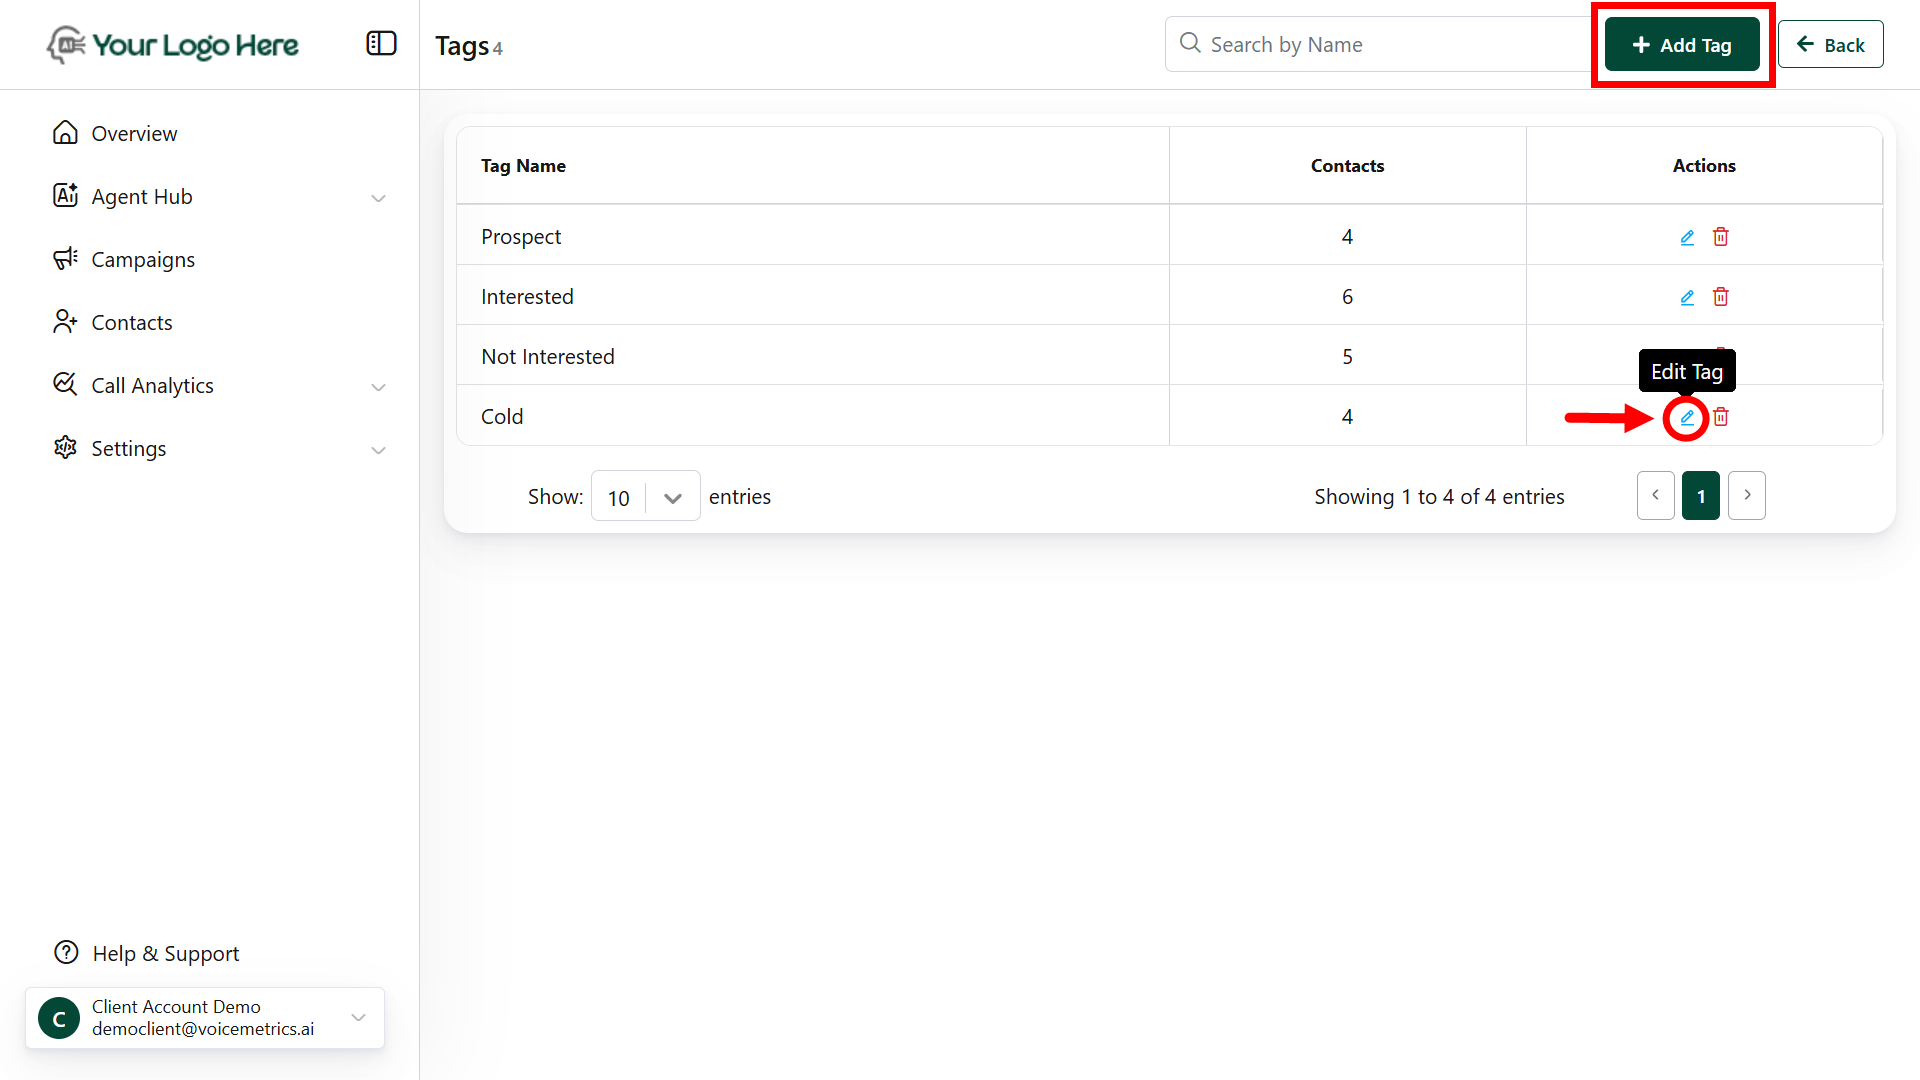 Your Logo Here
Tags 4
Search by Name
+ Add Tag
Back
Overview
Agent Hub
Campaigns
Contacts
Call Analytics
Settings
Tag Name Contacts Actions
Prospect 4
Interested 6
Not Interested 5
Edit Tag
Cold 4
Show: 10 entries
Showing 1 to 4 of 4 entries
< 1 >
Help & Support
C
Client Account Demo
democlient@voicemetrics.ai